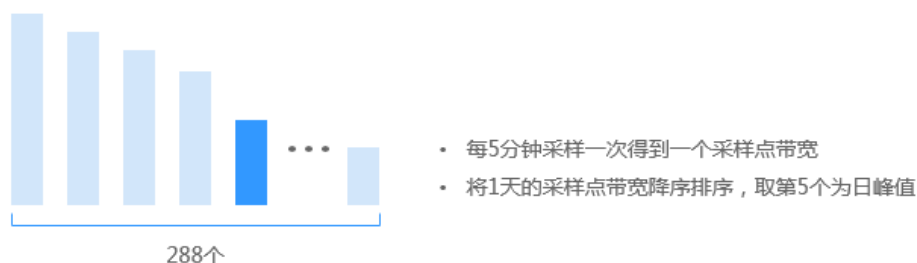 • 每5分钟采样一次得到一个采样点带宽
• 将1天的采样点带宽降序排序，取第5个为日峰值
288个